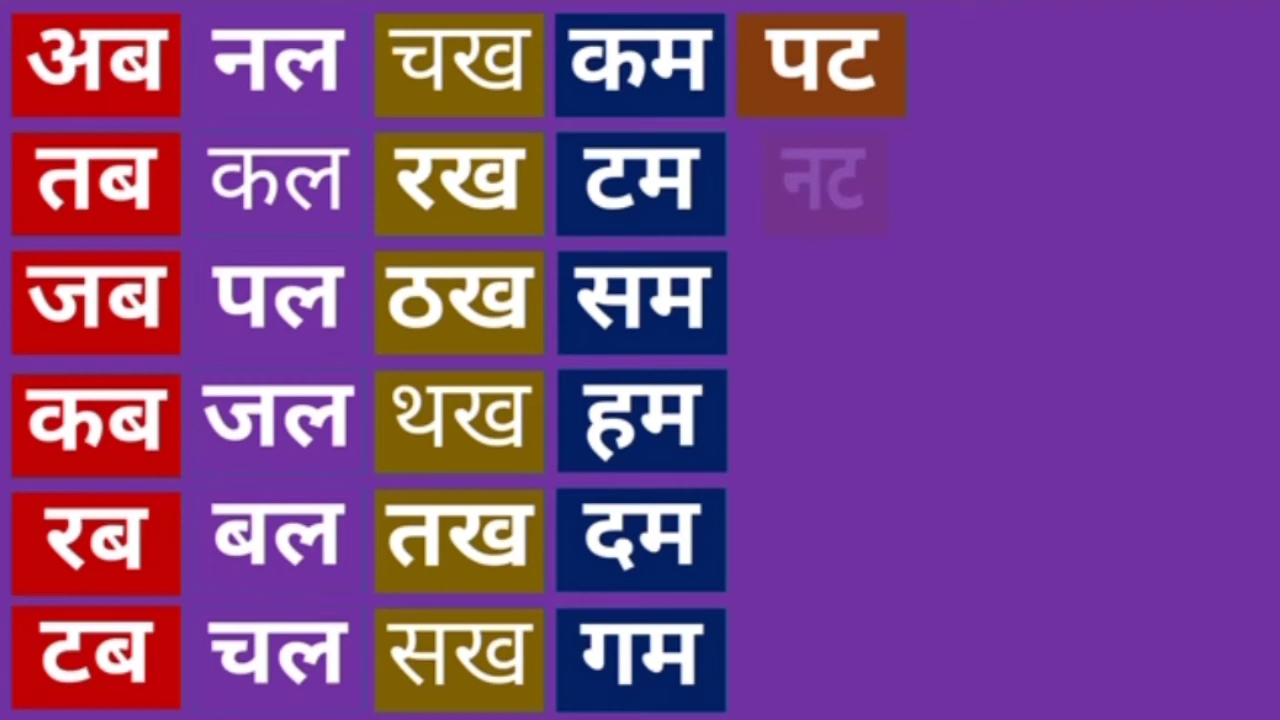 अब नल चख कम पट
तब कल रख टम नट
जब पल ठख सम
कब जल थख हम
रब बल तख दम
टब चल सख गम